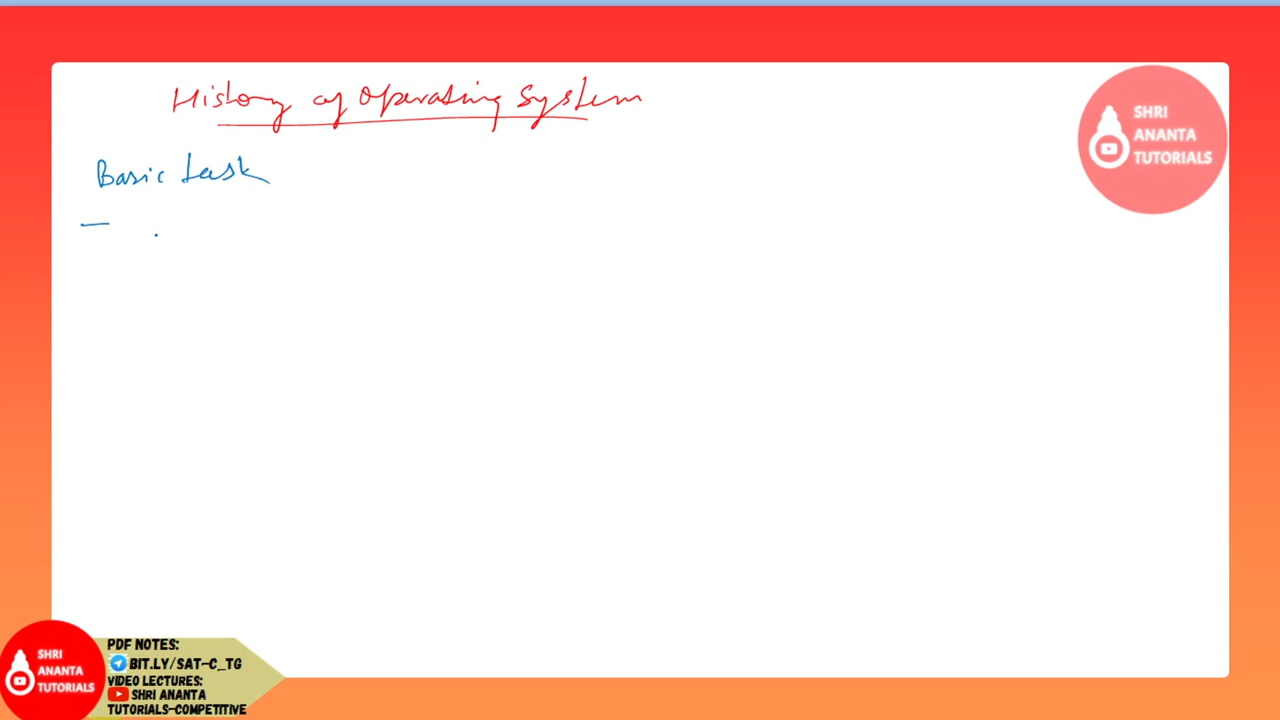 History of Operating System
SHRI
ANANTA
TUTORIALS
Basic task
SHRI
ANANTA
TUTORIALS
PDF NOTES:
BIT.LY/SAT-C_TG
VIDEO LECTURES:
SHRI ANANTA
TUTORIALS-COMPETITIVE